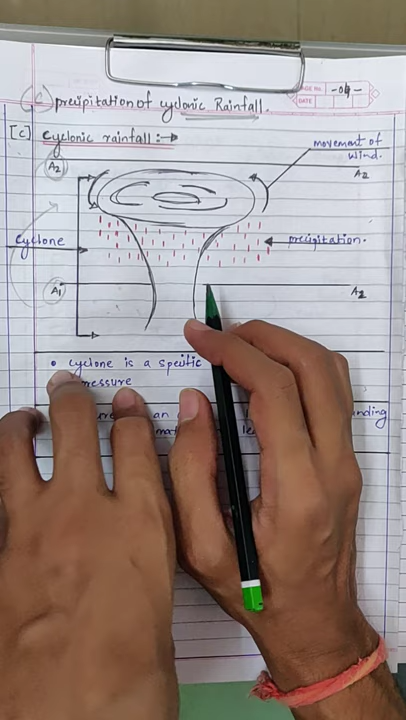 PAGE No. -04-
DATE
C precipitation of cyclonic Rainfall.
[C] cyclonic rainfall:→
movement of
wind.
A2 A2
cyclone
precipitation.
A1 A2
• cyclone is a specific
pressure
an